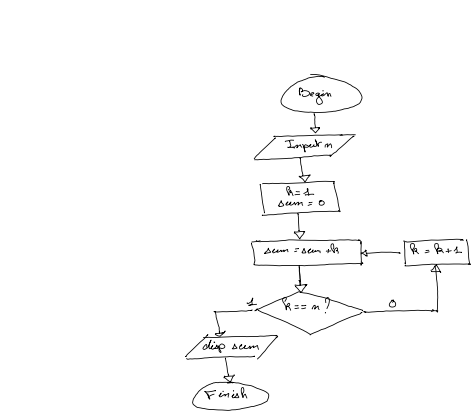 Begin
Input n
k=1
sum = 0
sum = sum + k
k = k+1
k == n?
1
0
disp sum
Finish